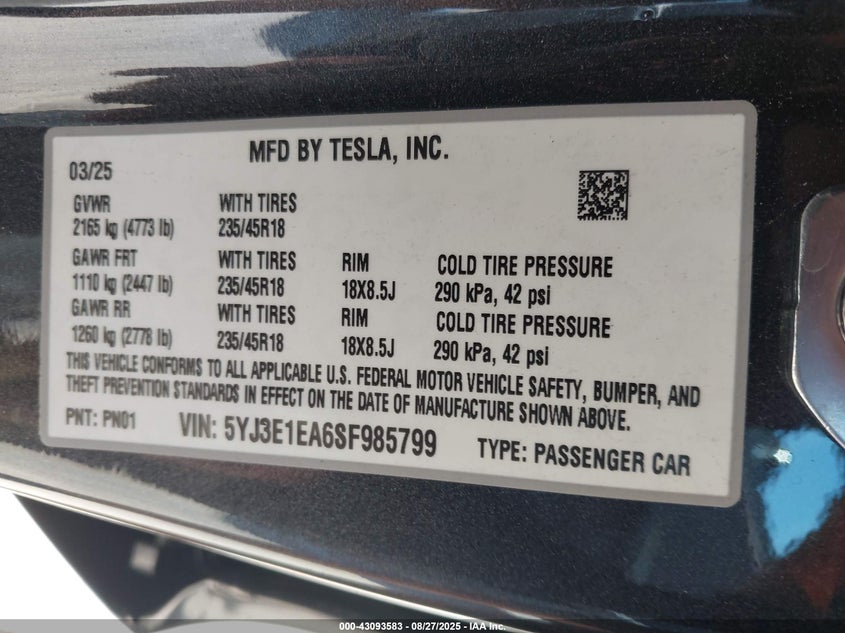 MFD BY TESLA, INC.
03/25
GVWR WITH TIRES
2165 kg (4773 lb) 235/45R18
GAWR FRT WITH TIRES RIM COLD TIRE PRESSURE
1110 kg (2447 lb) 235/45R18 18X8.5J 290 kPa, 42 psi
GAWR RR WITH TIRES RIM COLD TIRE PRESSURE
1260 kg (2778 lb) 235/45R18 18X8.5J 290 kPa, 42 psi
THIS VEHICLE CONFORMS TO ALL APPLICABLE U.S. FEDERAL MOTOR VEHICLE SAFETY, BUMPER, AND
THEFT PREVENTION STANDARDS IN EFFECT ON THE DATE OF MANUFACTURE SHOWN ABOVE.
PNT: PN01 VIN: 5YJ3E1EA6SF985799 TYPE: PASSENGER CAR
000-43093583 - 08/27/2025 - IAA Inc.